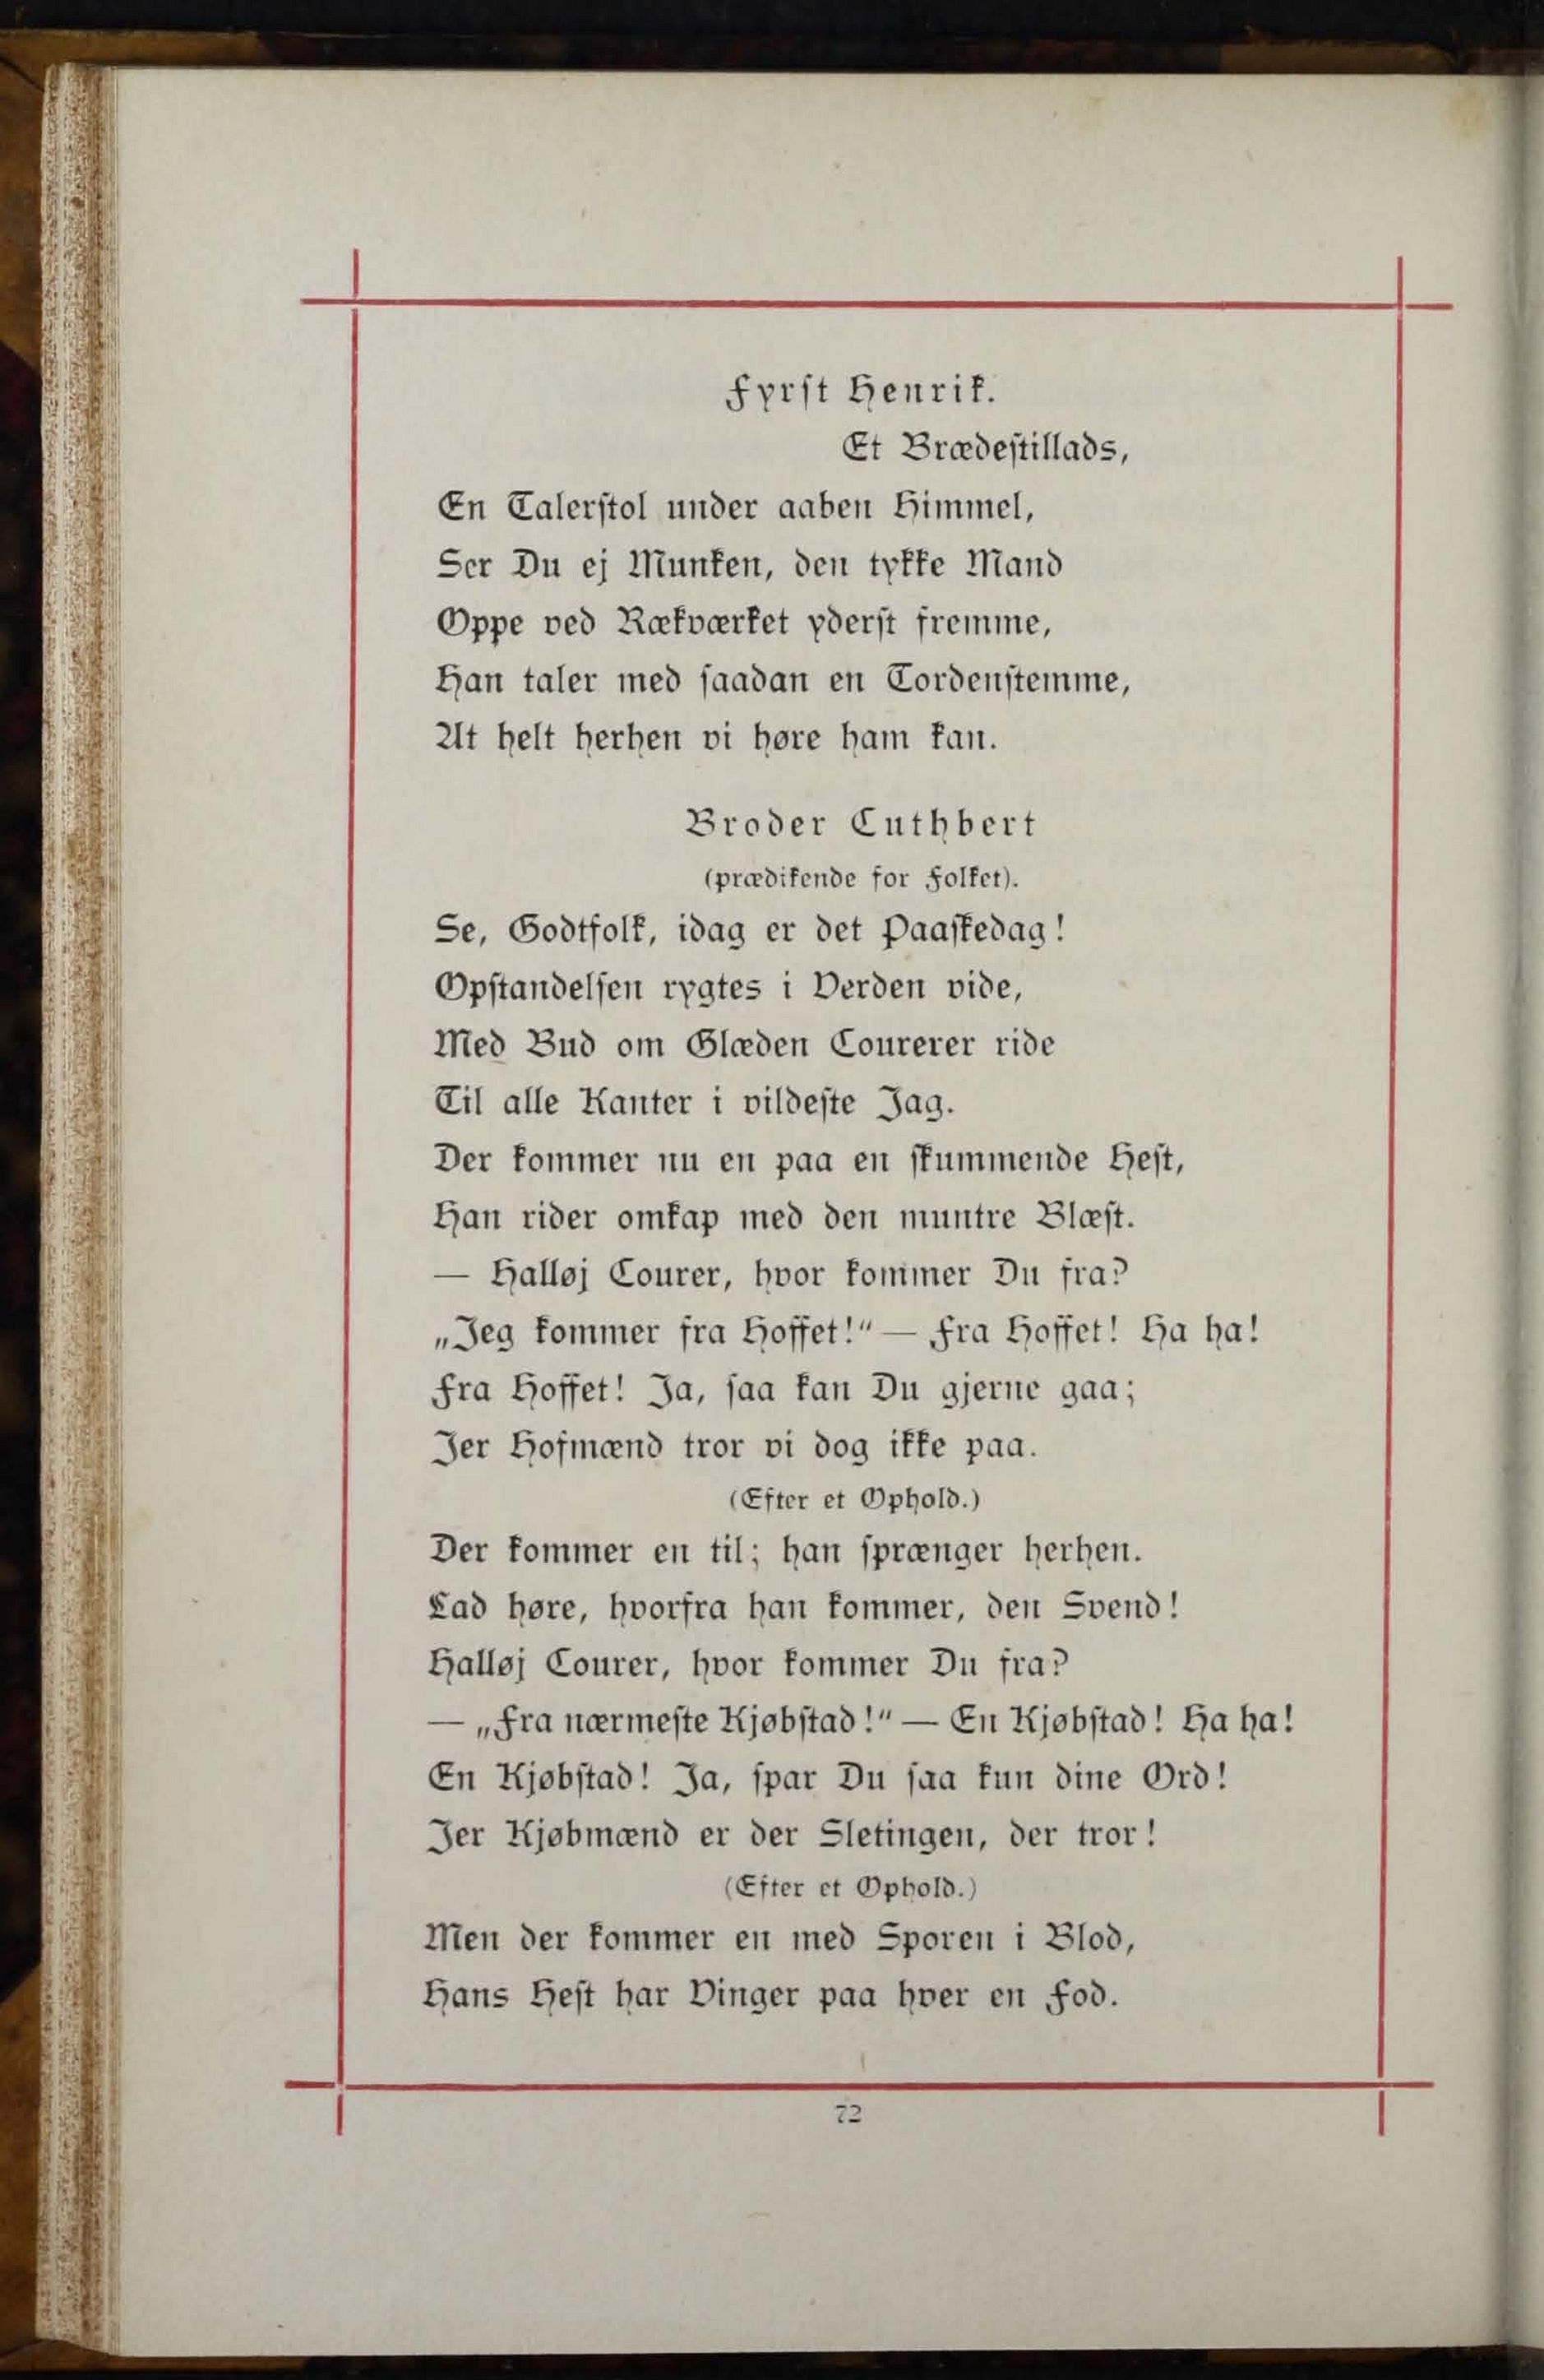 Fyrst Henrik.
Et Brædestillads,
En Talerstol under aaben Himmel,
Ser Du ej Munken, den tykke Mand
Oppe ved Rækværket yderst fremme,
Han taler med saadan en Tordenstemme,
At helt herhen vi høre ham kan.
Broder Cuthbert
(prædikende for Folket).
Se, Godtfolk, idag er det Paaskedag!
Opstandelsen rygtes i Verden vide,
Med Bud om Glæden Courerer ride
Til alle Kanter i vildeste Jag.
Der kommer nu en paa en skummende Hest,
Han rider omkap med den muntre Blæst.
— Halløj Courer, hvor kommer Du fra?
„Jeg kommer fra Hoffet!“ — Fra Hoffet! Ha ha!
Fra Hoffet! Ja, saa kan Du gjerne gaa;
Jer Hofmænd tror vi dog ikke paa.
(Efter et Ophold.)
Der kommer en til; han sprænger herhen.
Lad høre, hvorfra han kommer, den Svend!
Halløj Courer, hvor kommer Du fra?
— „Fra nærmeste Kjøbstad!“ — En Kjøbstad! Ha ha!
En Kjøbstad! Ja, spar Du saa kun dine Ord!
Jer Kjøbmænd er der Sletingen, der tror!
(Efter et Ophold.)
Men der kommer en med Sporen i Blod,
Hans Hest har Vinger paa hver en Fod.
72